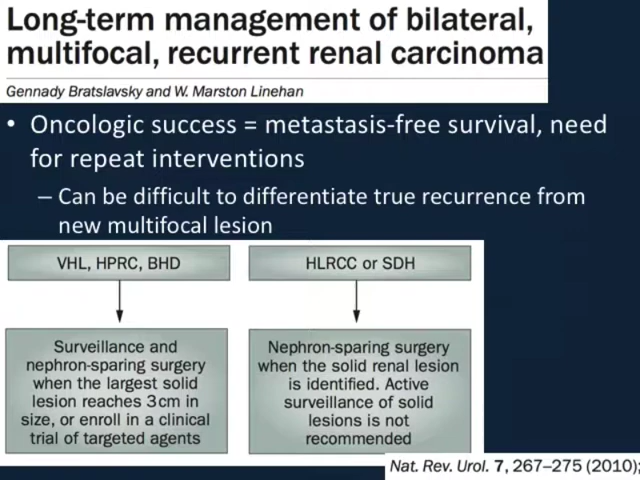 Long-term management of bilateral,
multifocal, recurrent renal carcinoma
Gennady Bratslavsky and W. Marston Linehan
• Oncologic success = metastasis-free survival, need
for repeat interventions
– Can be difficult to differentiate true recurrence from
new multifocal lesion
VHL, HPRC, BHD
Surveillance and
nephron-sparing surgery
when the largest solid
lesion reaches 3 cm in
size, or enroll in a clinical
trial of targeted agents
HLRCC or SDH
Nephron-sparing surgery
when the solid renal lesion
is identified. Active
surveillance of solid
lesions is not
recommended
Nat. Rev. Urol. 7, 267–275 (2010);